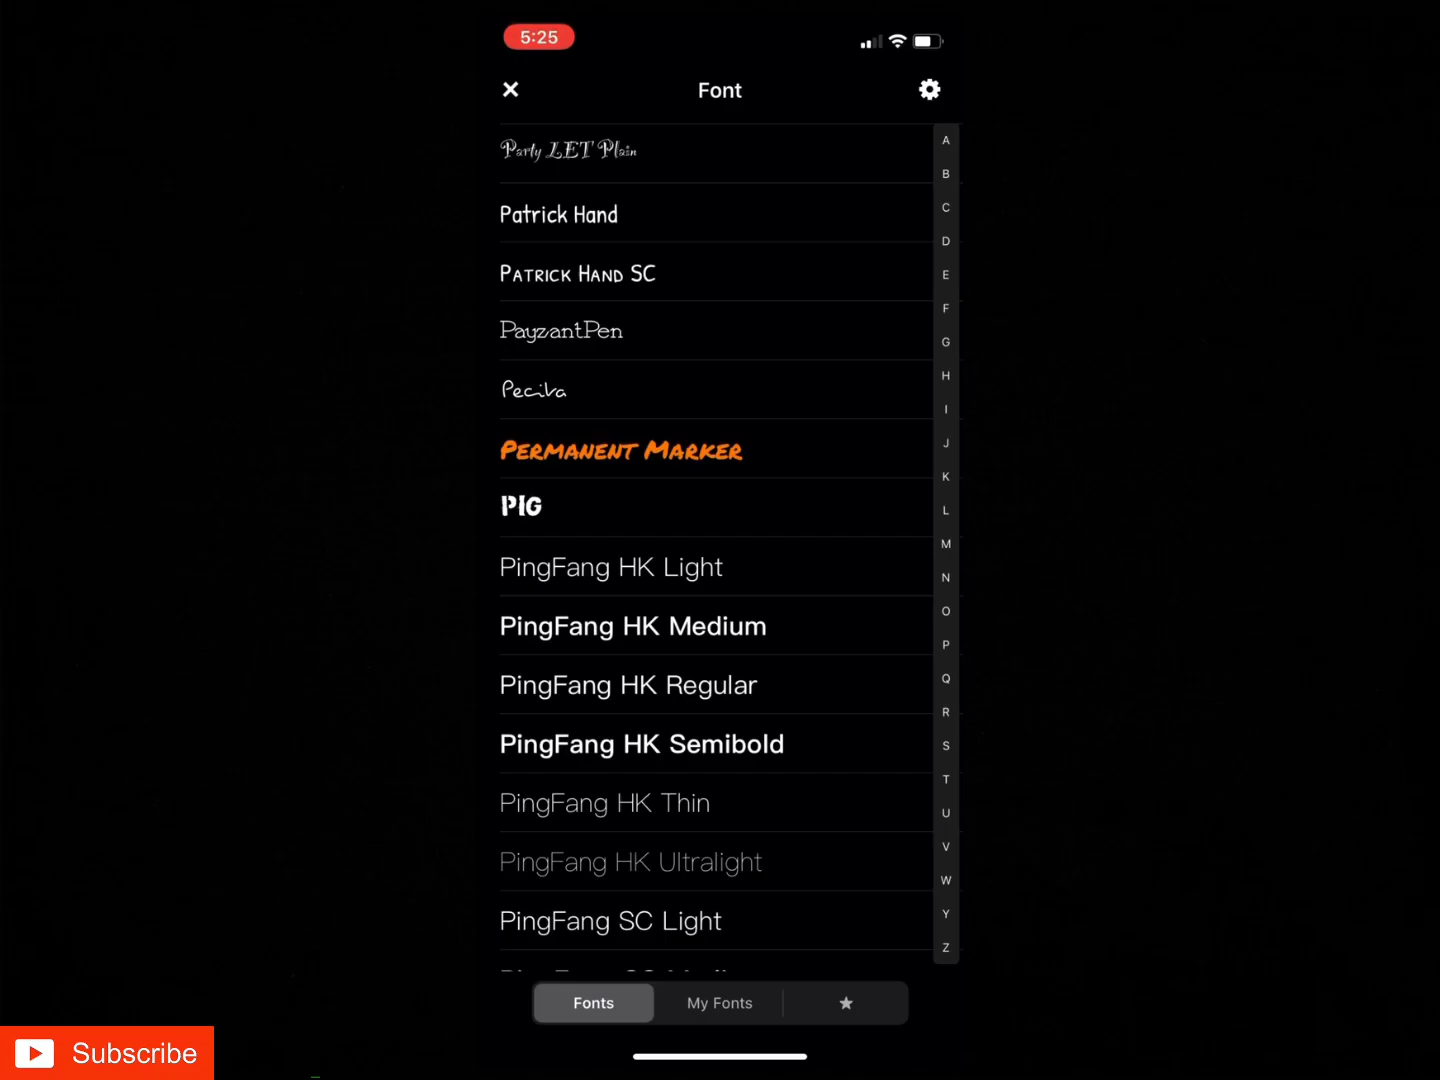 5:25
Font
Party LET Plain
Patrick Hand
Patrick Hand SC
PayzantPen
Pecita
Permanent Marker
PIG
PingFang HK Light
PingFang HK Medium
PingFang HK Regular
PingFang HK Semibold
PingFang HK Thin
PingFang HK Ultralight
PingFang SC Light
A
B
C
D
E
F
G
H
I
J
K
L
M
N
O
P
Q
R
S
T
U
V
W
Y
Z
Fonts
My Fonts
Subscribe